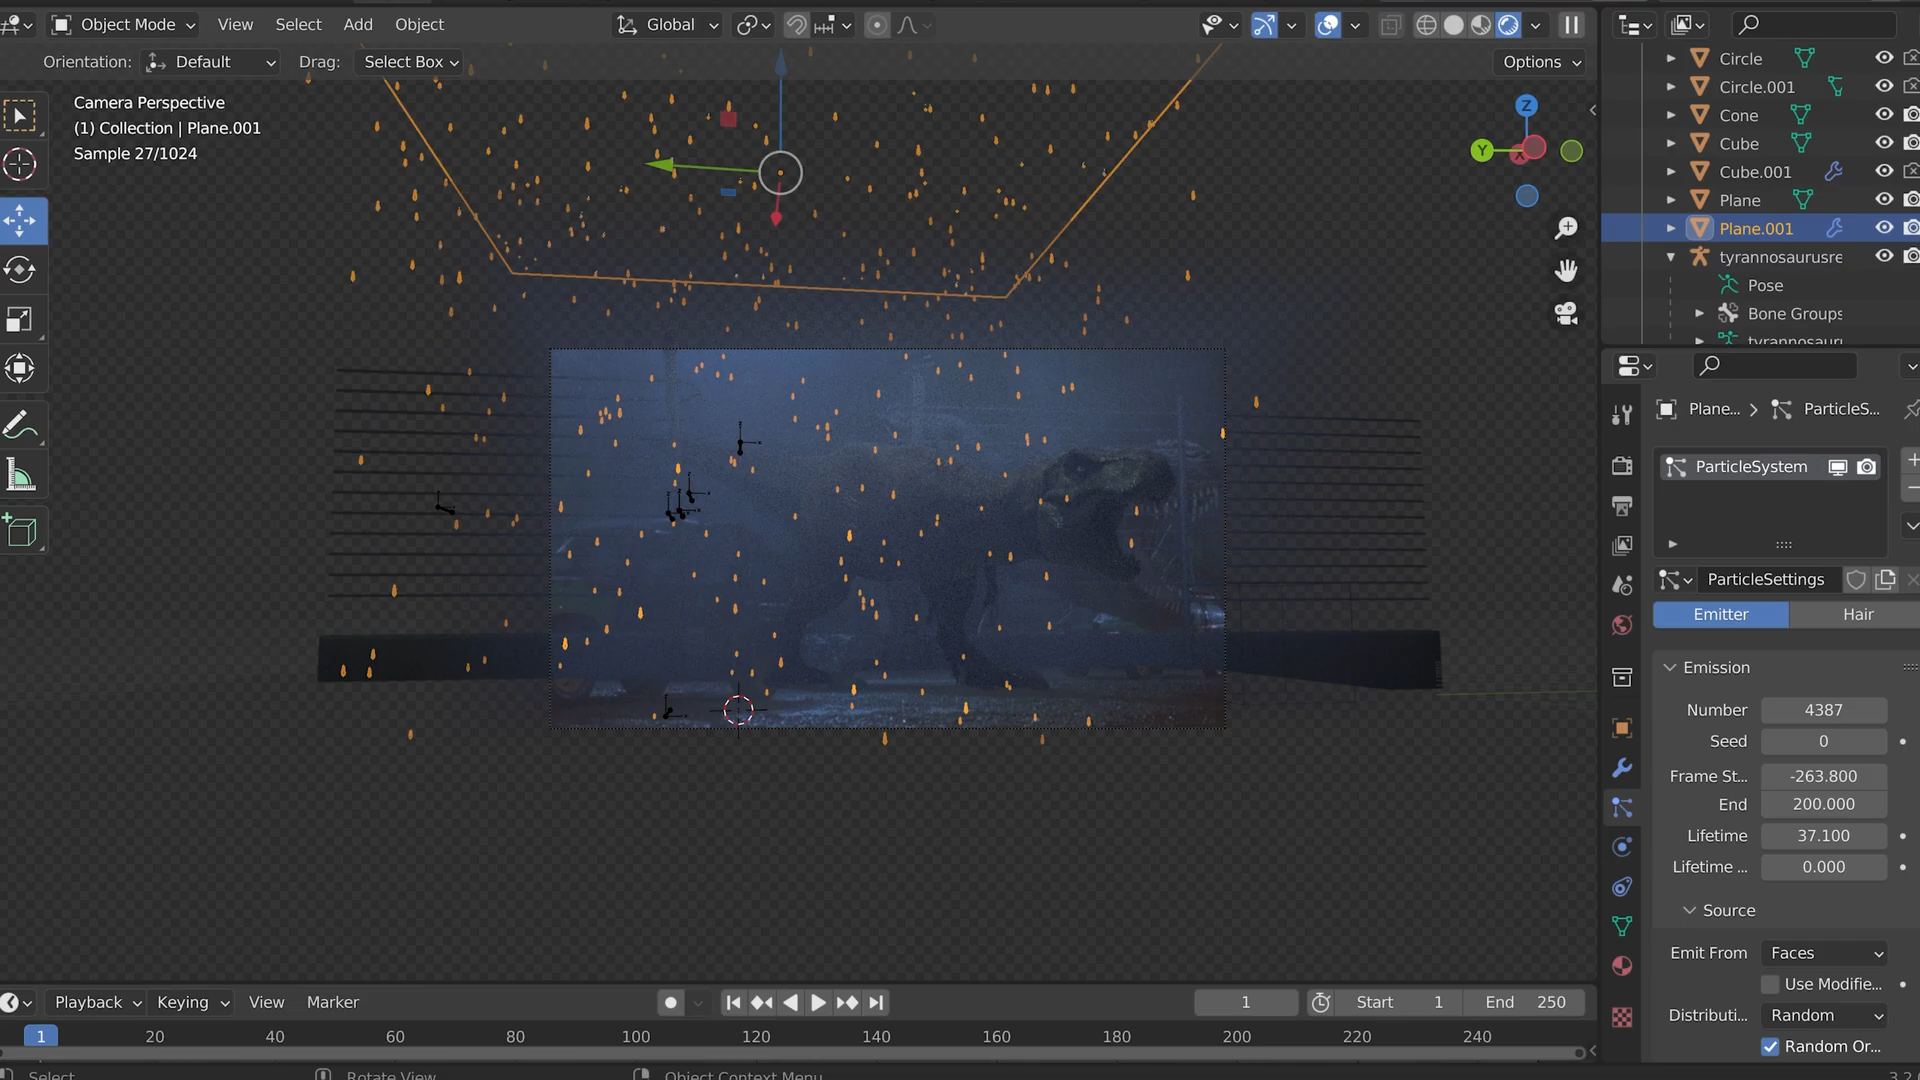 Object Mode View Select Add Object Global
Orientation: Default Drag: Select Box Options
Camera Perspective
(1) Collection | Plane.001
Sample 27/1024
Z
Y
X
Circle
Circle.001
Cone
Cube
Cube.001
Plane
Plane.001
tyrannosaurusre
Pose
Bone Groups
tyrannosauru
Plane... ParticleS...
ParticleSystem
ParticleSettings
Emitter Hair
Emission
Number 4387
Seed 0
Frame St... -263.800
End 200.000
Lifetime 37.100
Lifetime ... 0.000
Source
Emit From Faces
Use Modifie...
Distributi... Random
Random Or...
Playback Keying View Marker 1 Start 1 End 250
1 20 40 60 80 100 120 140 160 180 200 220 240
Select Rotate View Object Context Menu